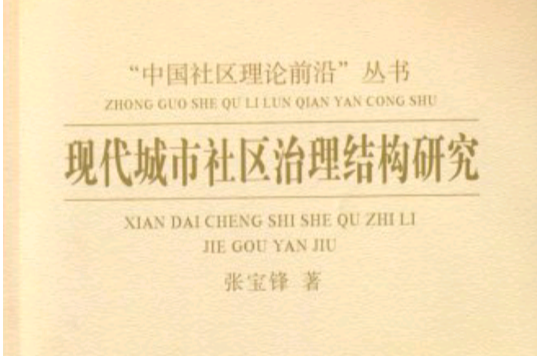 “中国社区理论前沿”丛书
ZHONG GUO SHE QU LI LUN QIAN YAN CONG SHU
现代城市社区治理结构研究
XIAN DAI CHENG SHI SHE QU ZHI LI
JIE GOU YAN JIU
张宝锋 著